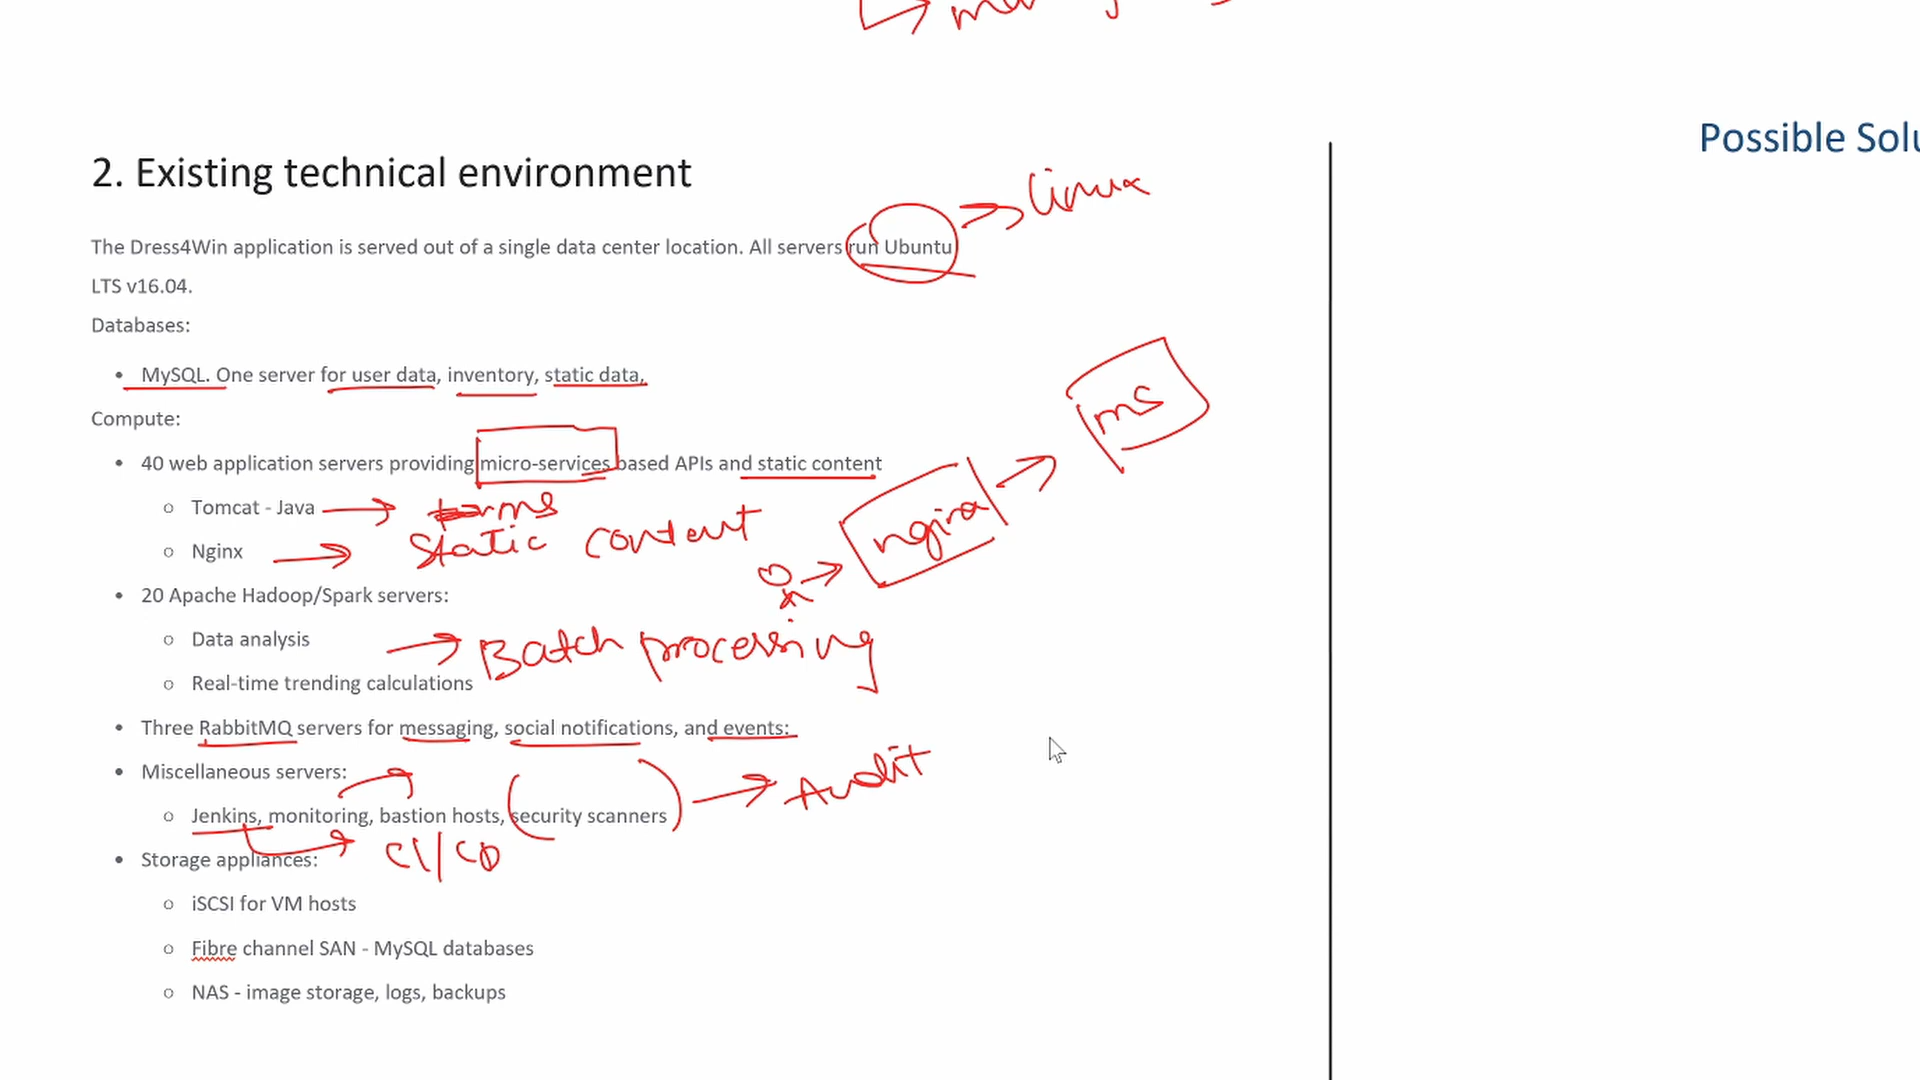 Possible Solu
2. Existing technical environment
linux
The Dress4Win application is served out of a single data center location. All servers run Ubuntu
LTS v16.04.
Databases:
• MySQL. One server for user data, inventory, static data,
ms
Compute:
• 40 web application servers providing micro-services based APIs and static content
o Tomcat - Java
ms
nginx
o Nginx
Static content
• 20 Apache Hadoop/Spark servers:
o Data analysis
Batch processing
o Real-time trending calculations
• Three RabbitMQ servers for messaging, social notifications, and events:
• Miscellaneous servers:
Audit
o Jenkins, monitoring, bastion hosts, security scanners
CI/CD
• Storage appliances:
o iSCSI for VM hosts
o Fibre channel SAN - MySQL databases
o NAS - image storage, logs, backups